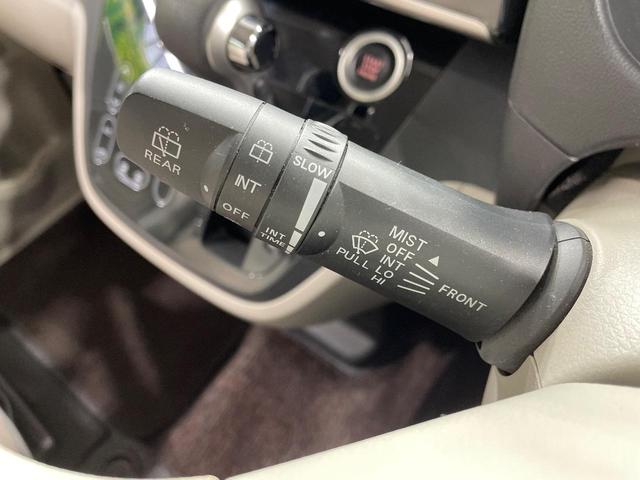 REAR
INT
OFF
SLOW
INT
TIME
MIST
OFF
INT
PULL LO
HI
FRONT